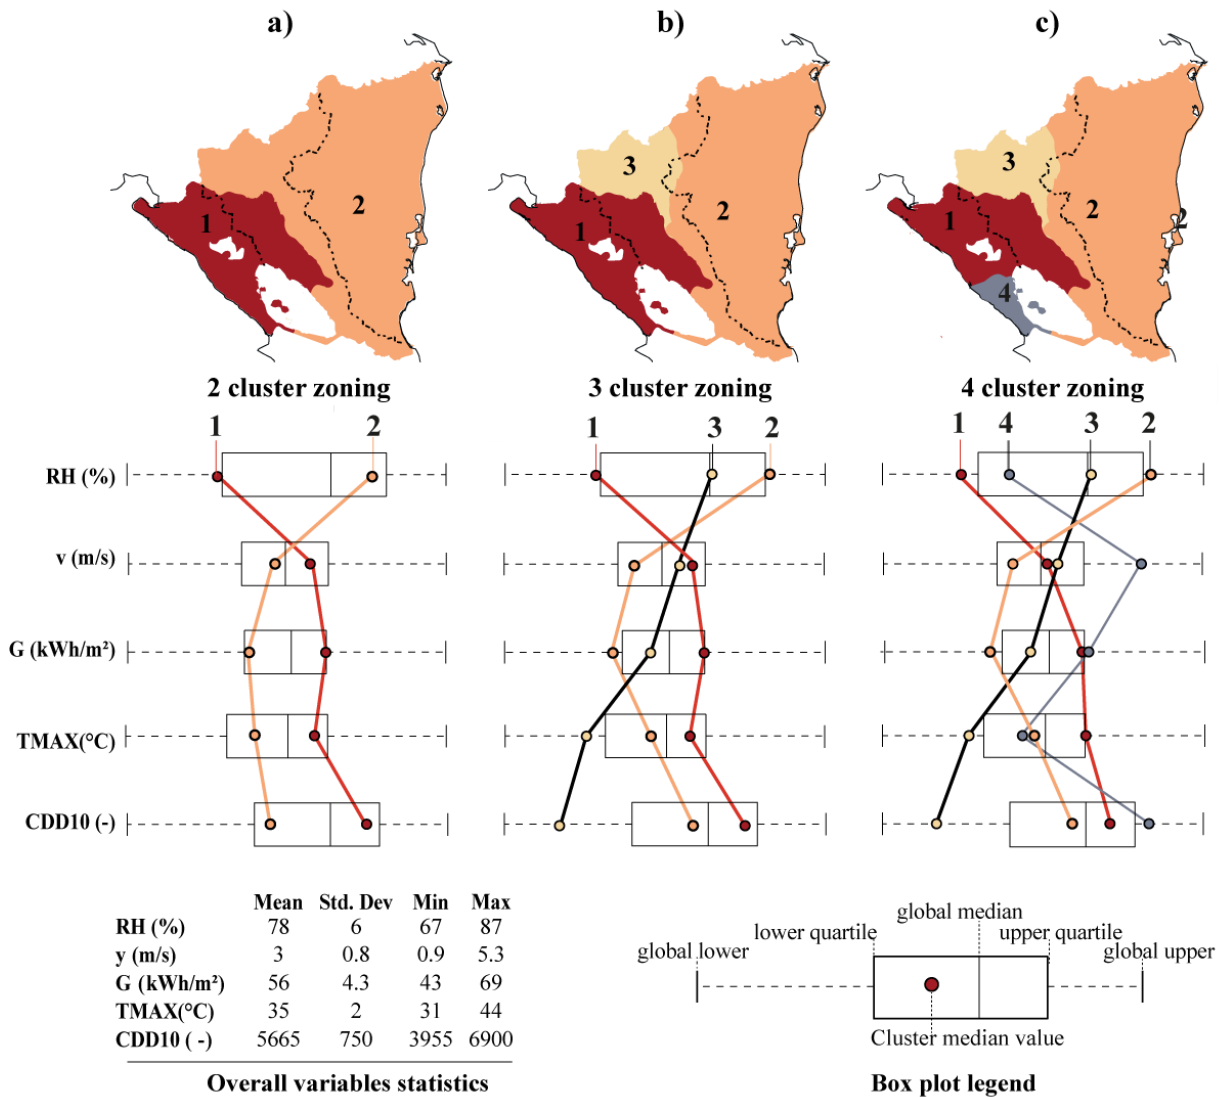 a) b) c)
3 3
2 2 2 2
1 1 1
4
2 cluster zoning 3 cluster zoning 4 cluster zoning
1 2 1 3 2 1 4 3 2
RH (%)
v (m/s)
G (kWh/m²)
TMAX(°C)
CDD10 (-)
Mean Std. Dev Min Max
RH (%) 78 6 67 87
y (m/s) 3 0.8 0.9 5.3
G (kWh/m²) 56 4.3 43 69
TMAX(°C) 35 2 31 44
CDD10 ( -) 5665 750 3955 6900
Overall variables statistics
global median
lower quartile upper quartile
global lower global upper
Cluster median value
Box plot legend